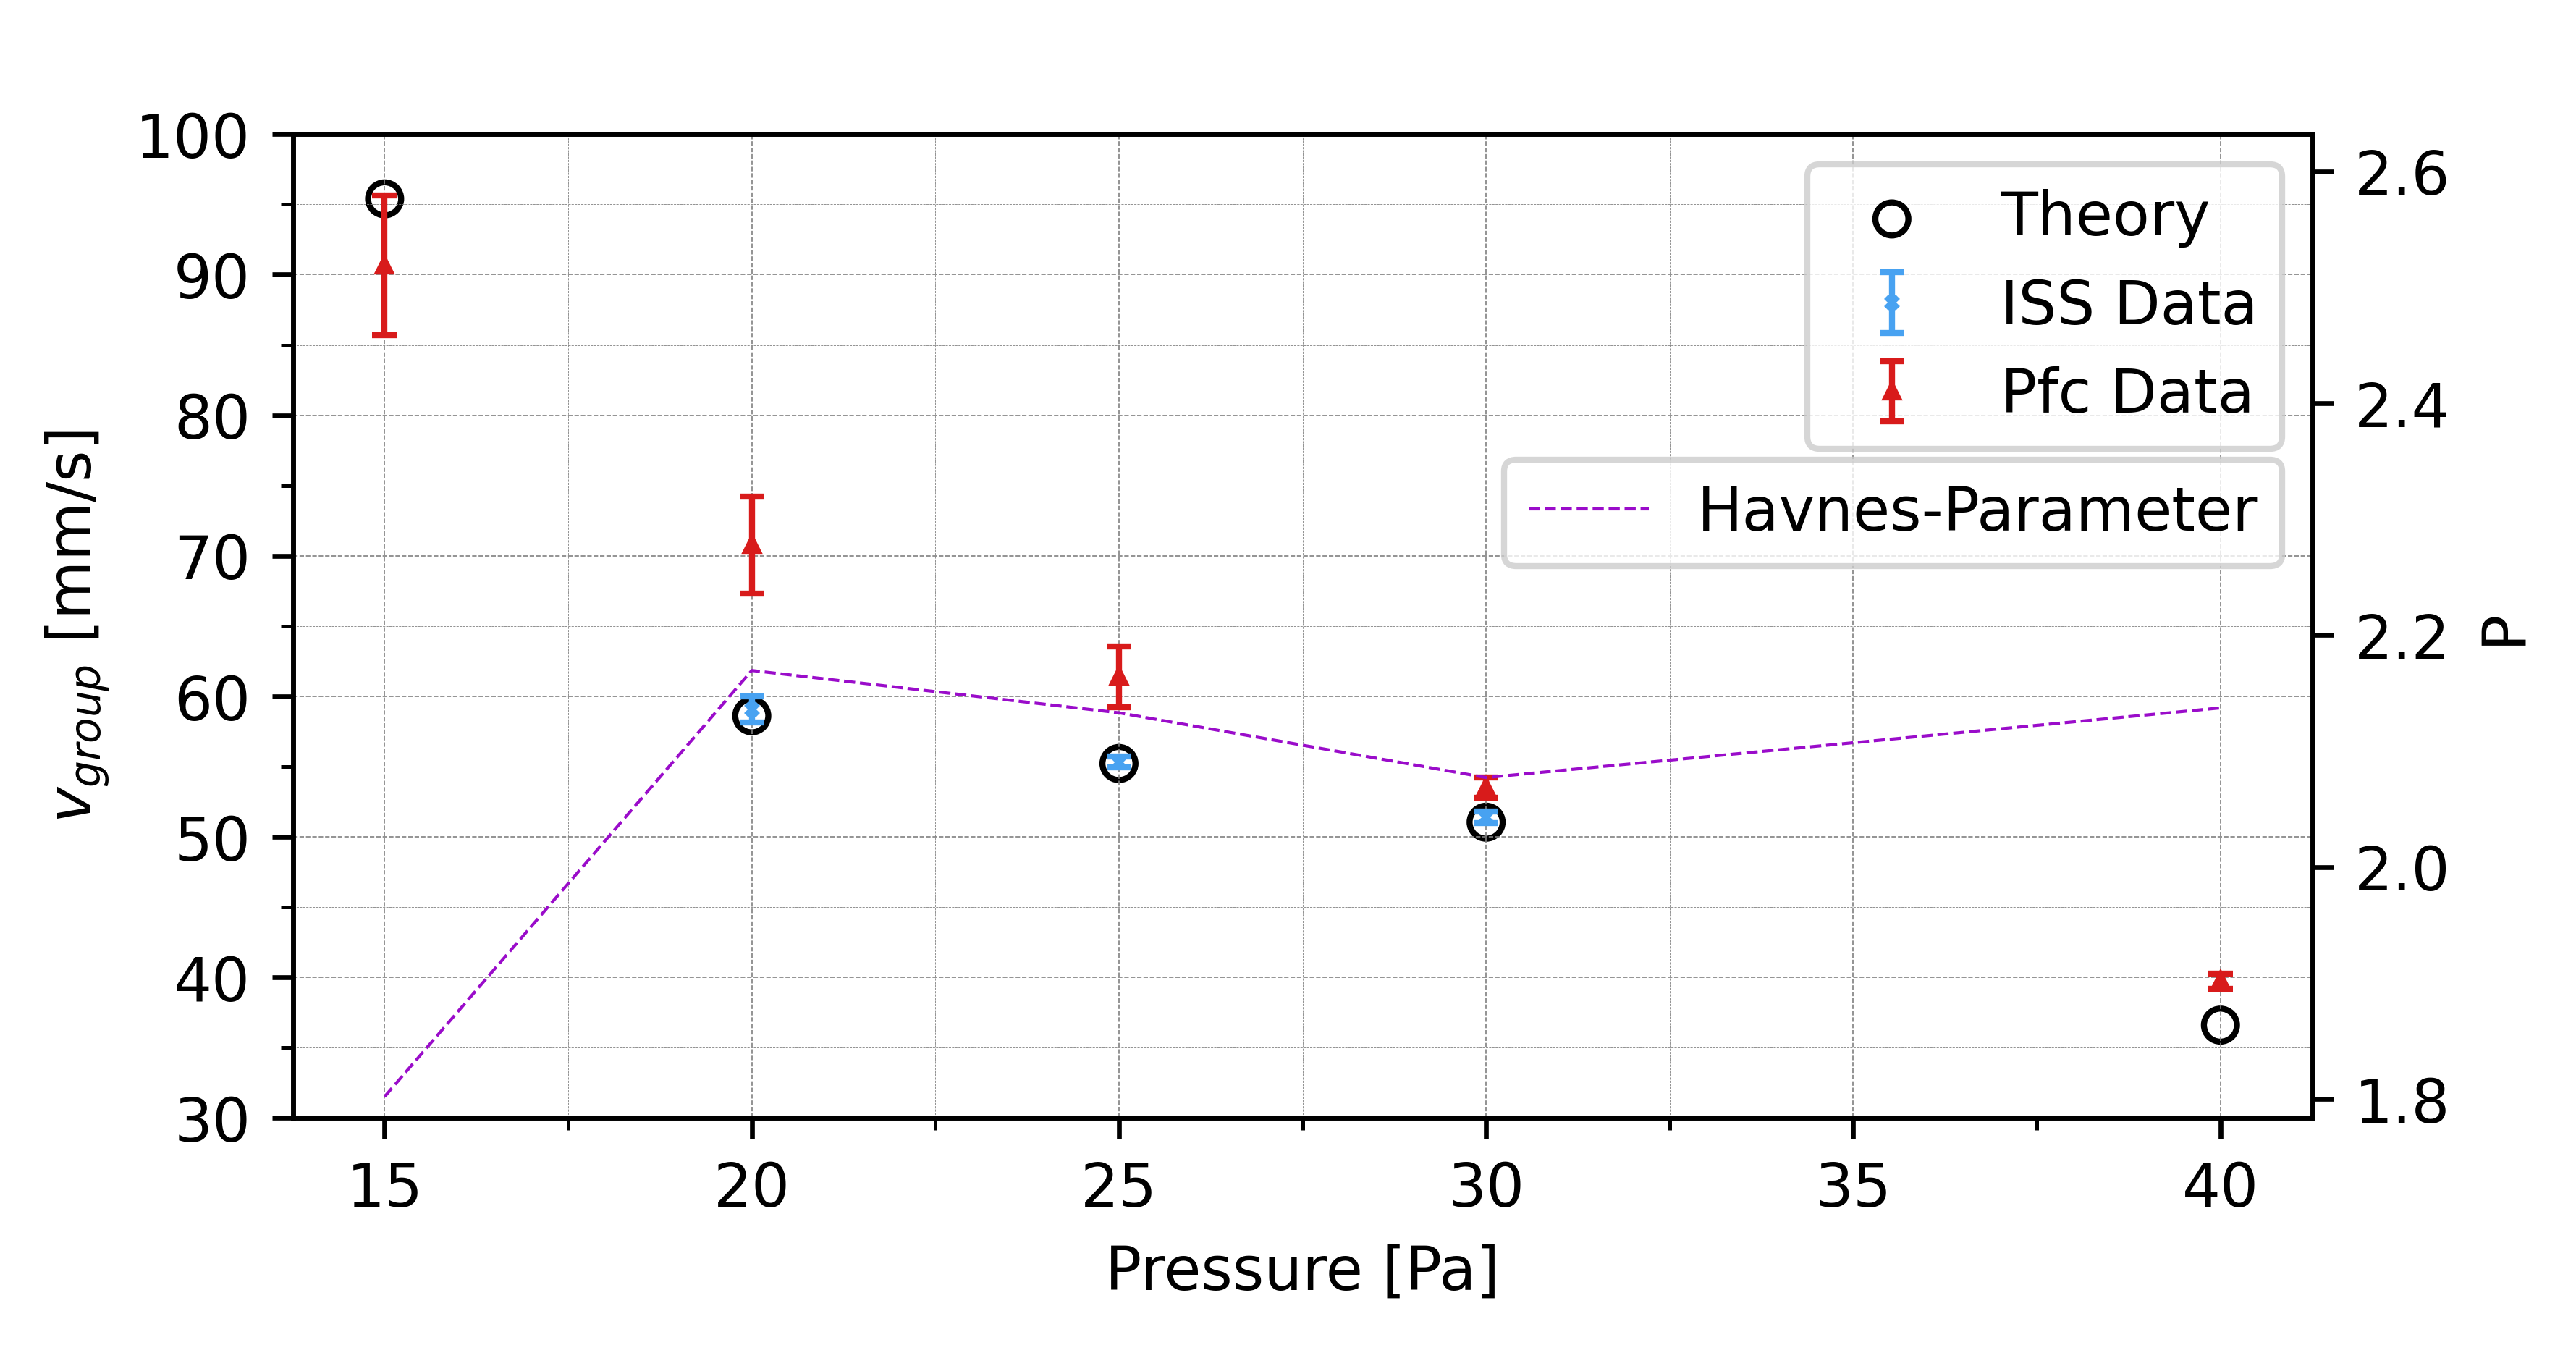 100
90
80
70
60
50
40
30
v_group [mm/s]
Theory
ISS Data
Pfc Data
Havnes-Parameter
2.6
2.4
2.2
2.0
1.8
P
15 20 25 30 35 40
Pressure [Pa]